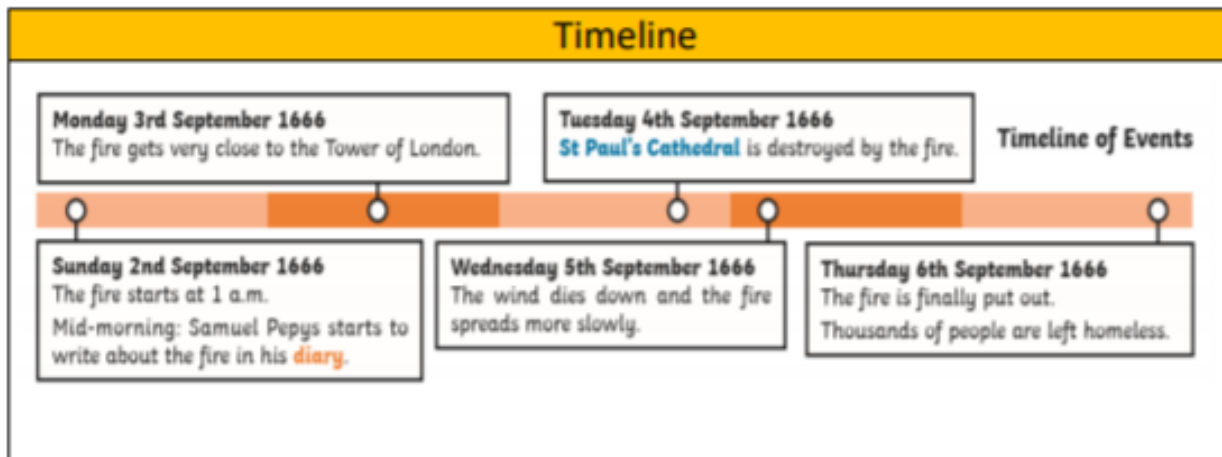 Timeline
Monday 3rd September 1666
The fire gets very close to the Tower of London.
Tuesday 4th September 1666
St Paul's Cathedral is destroyed by the fire.
Timeline of Events
Sunday 2nd September 1666
The fire starts at 1 a.m.
Mid-morning: Samuel Pepys starts to
write about the fire in his diary.
Wednesday 5th September 1666
The wind dies down and the fire
spreads more slowly.
Thursday 6th September 1666
The fire is finally put out.
Thousands of people are left homeless.